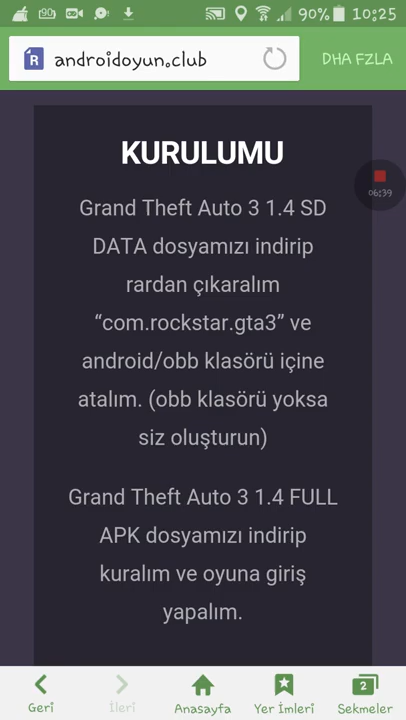 90% 10:25
androidoyun.club
DHA FZLA
KURULUMU
06:39
Grand Theft Auto 3 1.4 SD
DATA dosyamızı indirip
rardan çıkaralım
“com.rockstar.gta3” ve
android/obb klasörü içine
atalım. (obb klasörü yoksa
siz oluşturun)
Grand Theft Auto 3 1.4 FULL
APK dosyamızı indirip
kuralım ve oyuna giriş
yapalım.
2
Geri
İleri
Anasayfa
Yer İmleri
Sekmeler